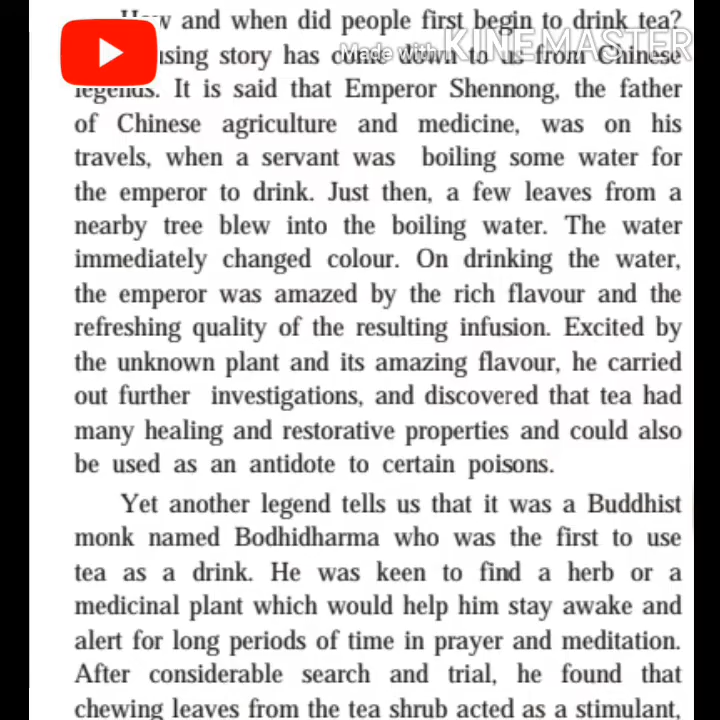 How and when did people first begin to drink tea?
using story has come down to us from Chinese
Made with KINEMASTER
legends. It is said that Emperor Shennong, the father
of Chinese agriculture and medicine, was on his
travels, when a servant was boiling some water for
the emperor to drink. Just then, a few leaves from a
nearby tree blew into the boiling water. The water
immediately changed colour. On drinking the water,
the emperor was amazed by the rich flavour and the
refreshing quality of the resulting infusion. Excited by
the unknown plant and its amazing flavour, he carried
out further investigations, and discovered that tea had
many healing and restorative properties and could also
be used as an antidote to certain poisons.
Yet another legend tells us that it was a Buddhist
monk named Bodhidharma who was the first to use
tea as a drink. He was keen to find a herb or a
medicinal plant which would help him stay awake and
alert for long periods of time in prayer and meditation.
After considerable search and trial, he found that
chewing leaves from the tea shrub acted as a stimulant,